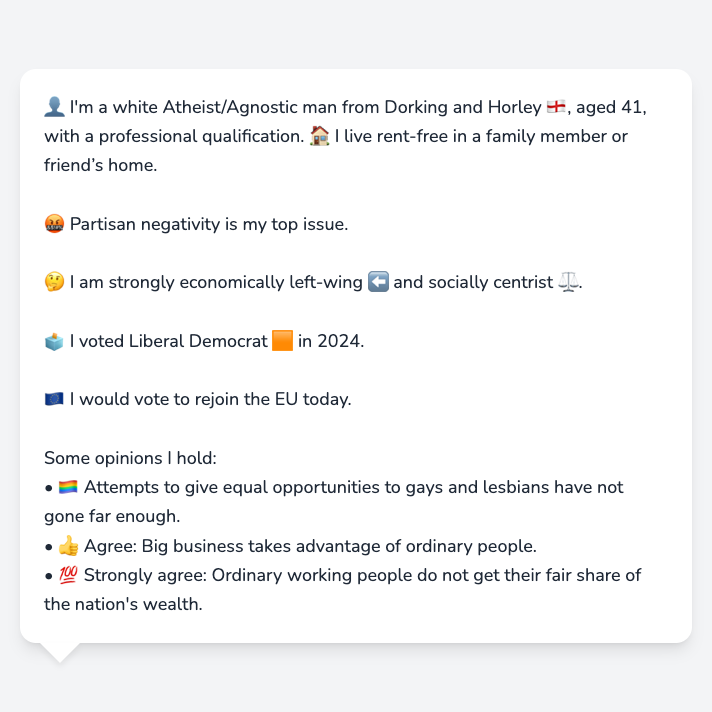 👤 I'm a white Atheist/Agnostic man from Dorking and Horley 🏴󠁧󠁢󠁥󠁮󠁧󠁿, aged 41,
with a professional qualification. 🏠 I live rent-free in a family member or
friend’s home.
🤬 Partisan negativity is my top issue.
🤔 I am strongly economically left-wing ⬅️ and socially centrist ⚖️.
🗳️ I voted Liberal Democrat 🟧 in 2024.
🇪🇺 I would vote to rejoin the EU today.
Some opinions I hold:
• 🏳️‍🌈 Attempts to give equal opportunities to gays and lesbians have not
gone far enough.
• 👍 Agree: Big business takes advantage of ordinary people.
• 💯 Strongly agree: Ordinary working people do not get their fair share of
the nation's wealth.